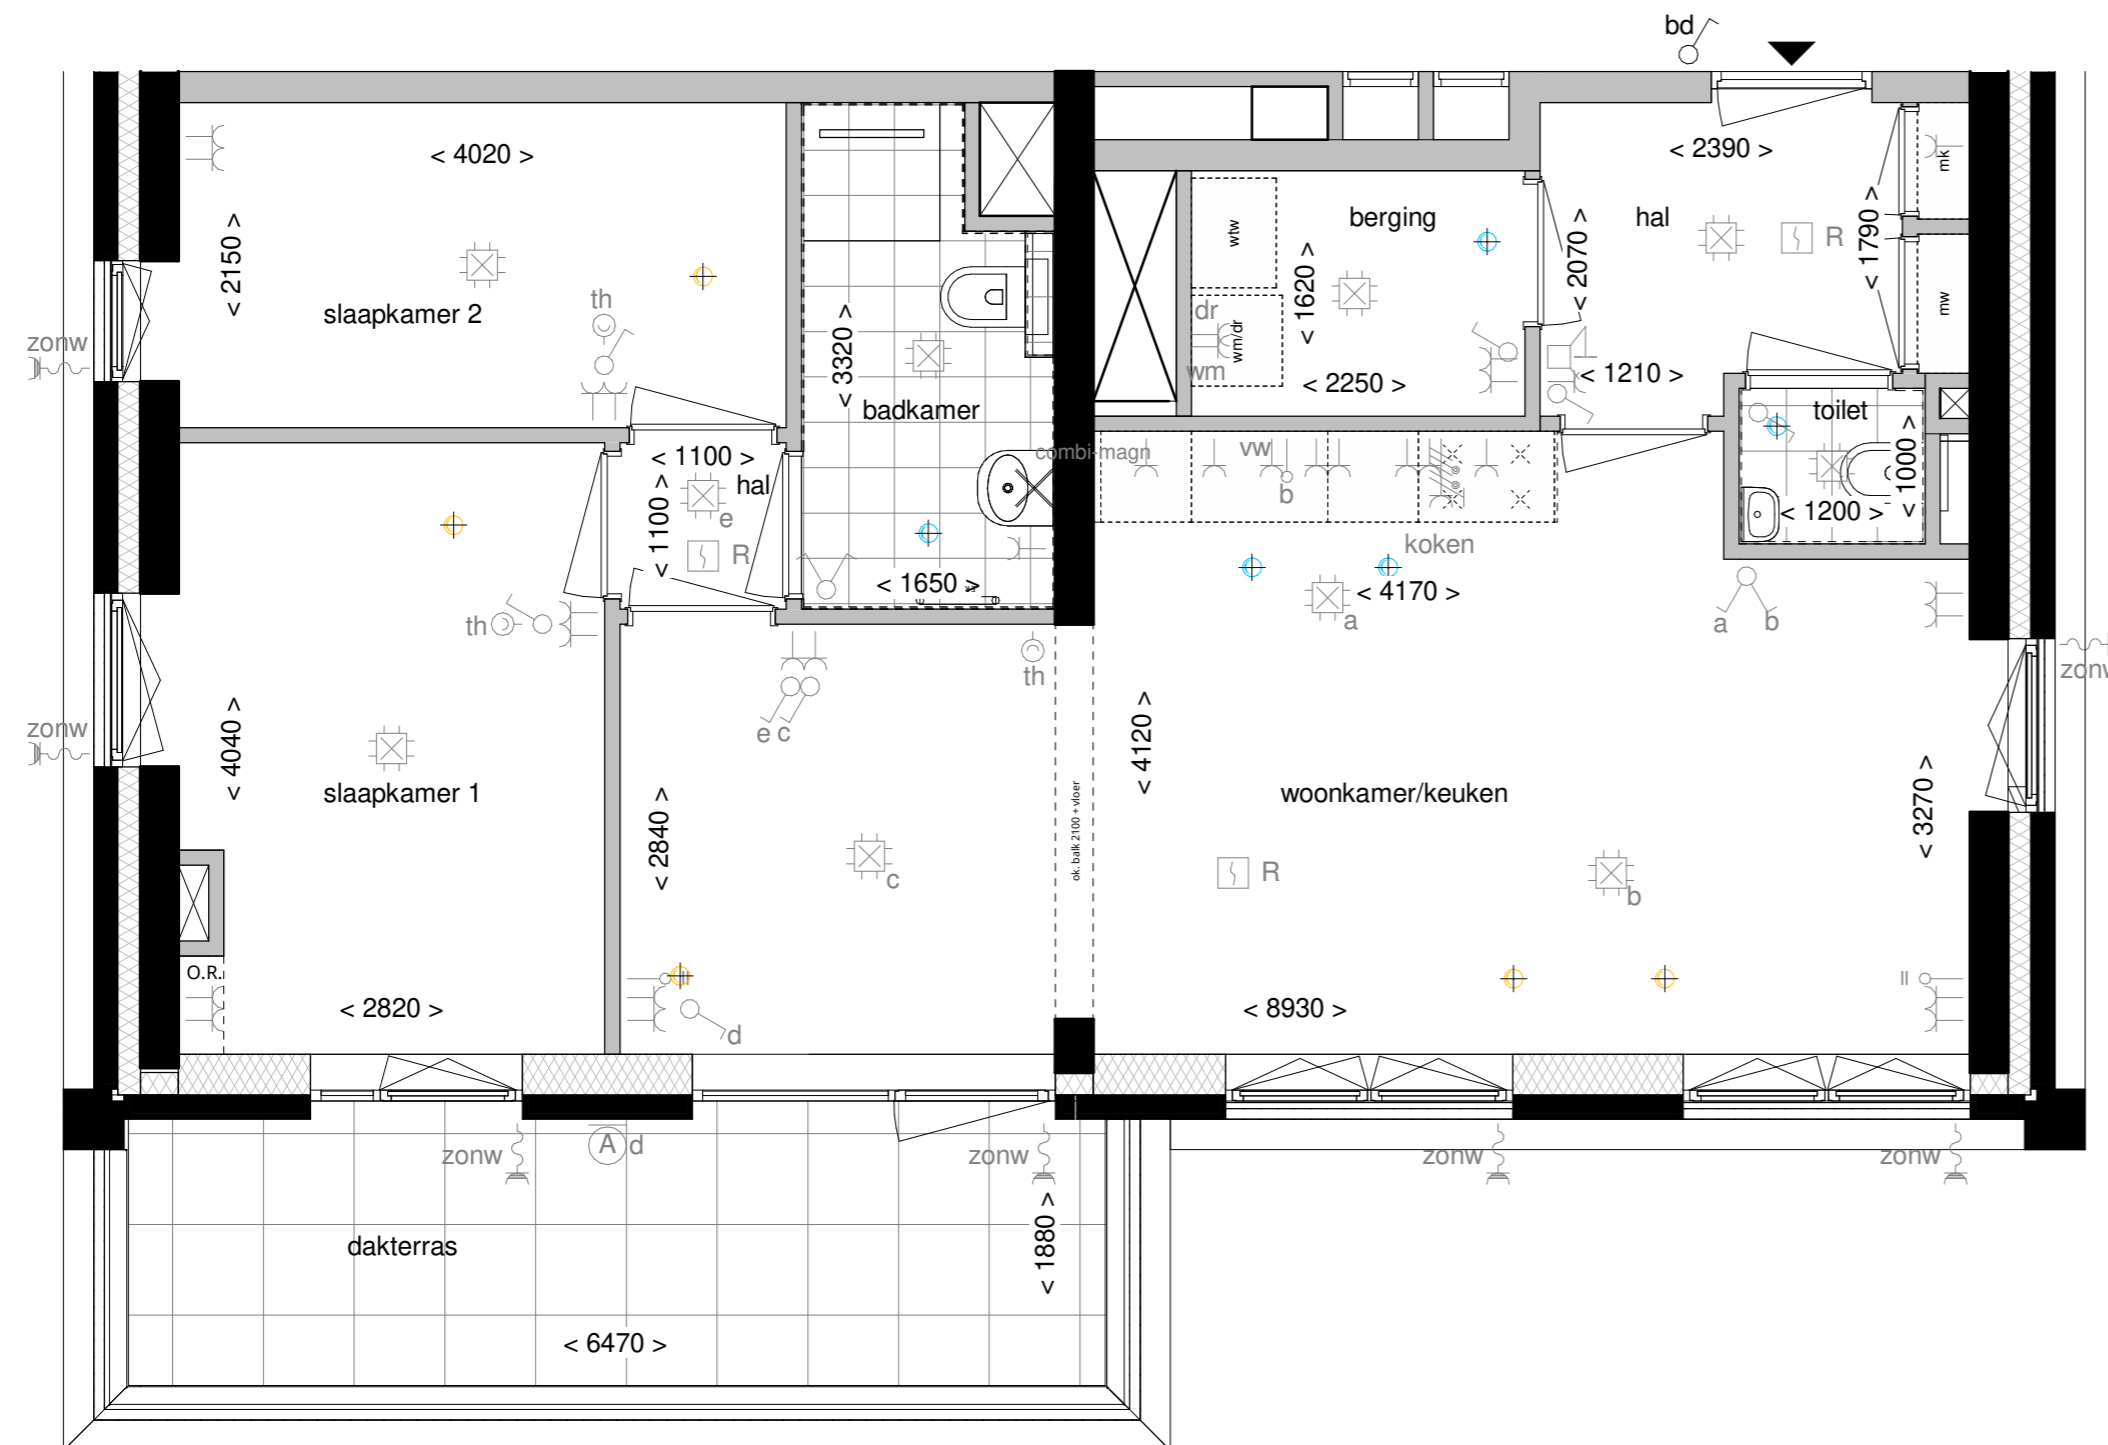 bd
< 4020 >
< 2150 >
slaapkamer 2
th
zonw
< 3320 >
badkamer
< 1650 >
wtw
dr
wm/dr
wm
berging
< 1620 >
< 2250 >
< 2070 >
< 2390 >
hal
R
< 1790 >
mk
mw
< 1210 >
toilet
< 1000 >
< 1200 >
< 1100 >
hal
< 1100 >
e
R
combi-magn
vw
b
koken
< 4170 >
a
a
b
zonw
th
zonw
< 4040 >
slaapkamer 1
e c
th
< 2840 >
c
ok. balk 2100 + vloer
< 4120 >
woonkamer/keuken
< 3270 >
R
b
O.R.
< 2820 >
d
< 8930 >
zonw
A d
zonw
zonw
zonw
dakterras
< 1880 >
< 6470 >